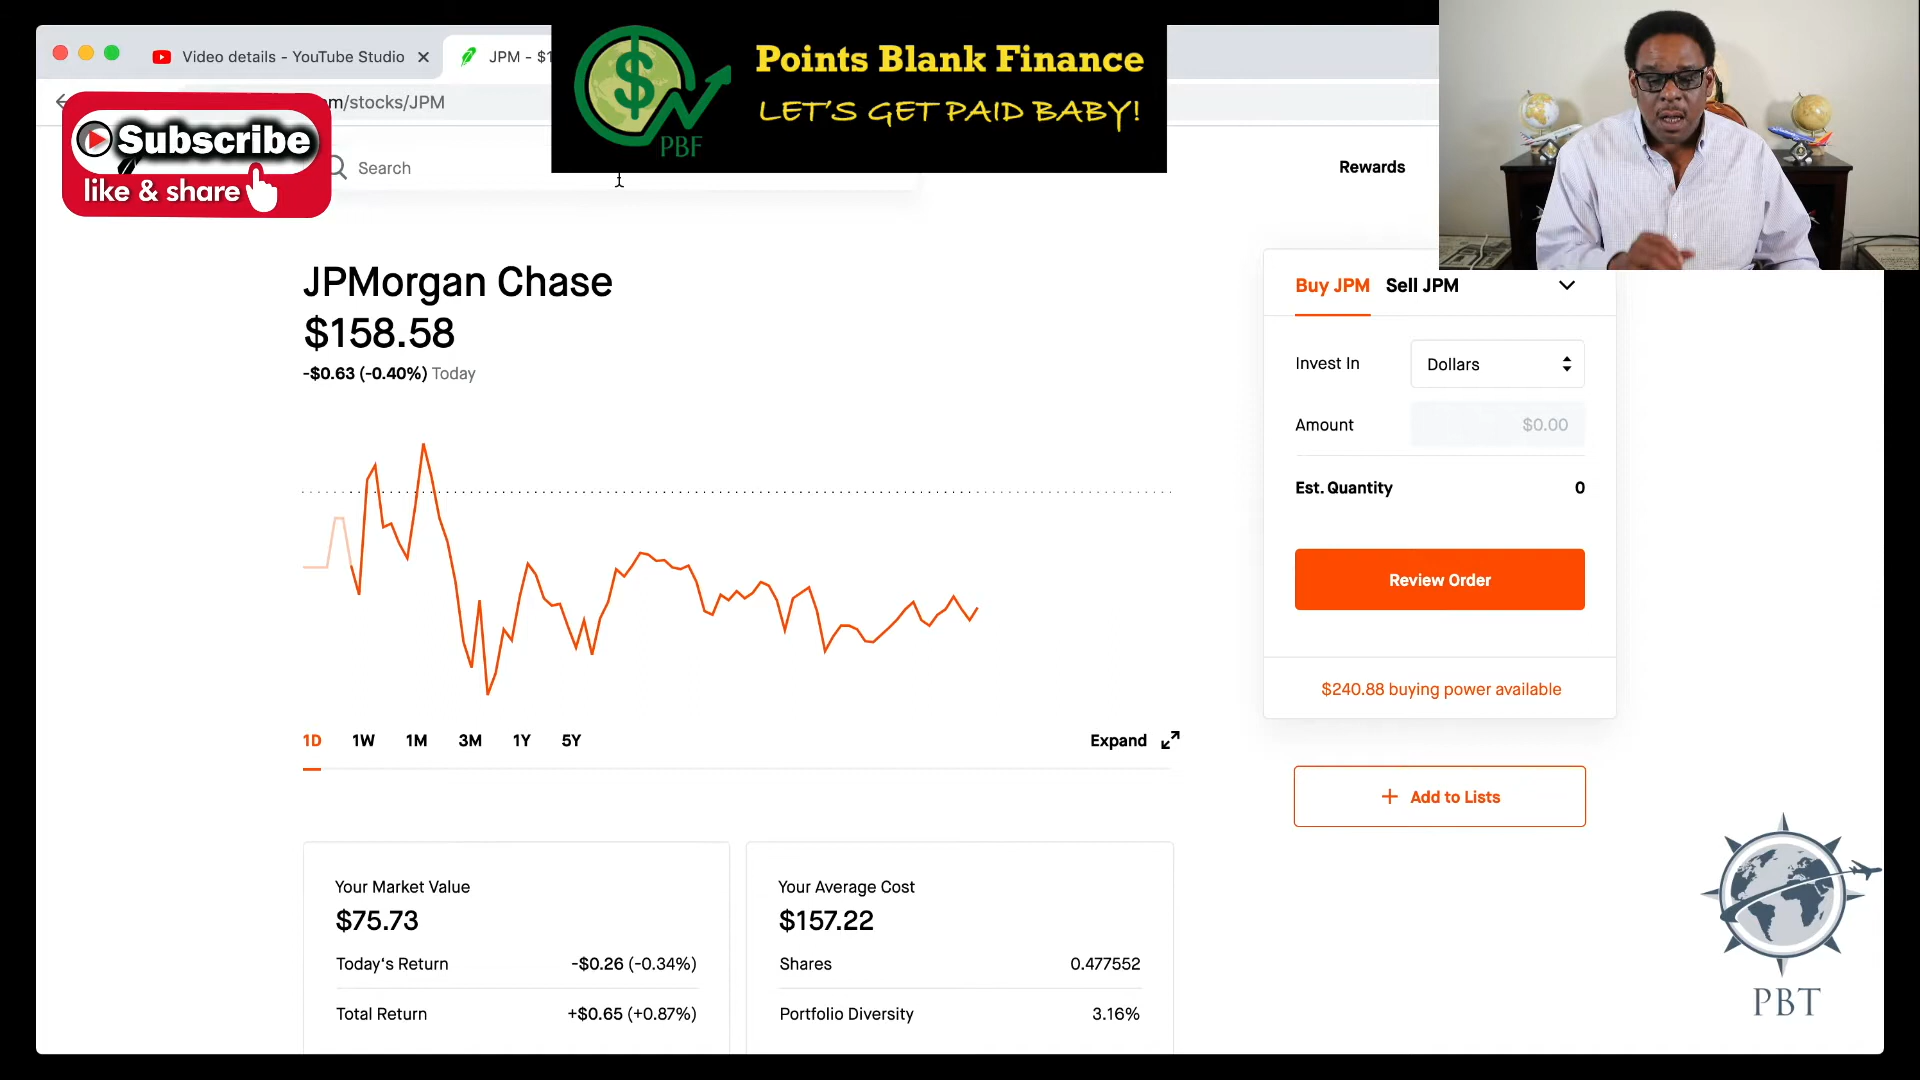 Video details - YouTube Studio
JPM - $1
Points Blank Finance
LET'S GET PAID BABY!
PBF
m/stocks/JPM
Subscribe
like & share
Search
Rewards
JPMorgan Chase
$158.58
-$0.63 (-0.40%) Today
1D 1W 1M 3M 1Y 5Y
Expand
Buy JPM Sell JPM
Invest In Dollars
Amount $0.00
Est. Quantity 0
Review Order
$240.88 buying power available
+ Add to Lists
Your Market Value
$75.73
Today's Return -$0.26 (-0.34%)
Total Return +$0.65 (+0.87%)
Your Average Cost
$157.22
Shares 0.477552
Portfolio Diversity 3.16%
PBT